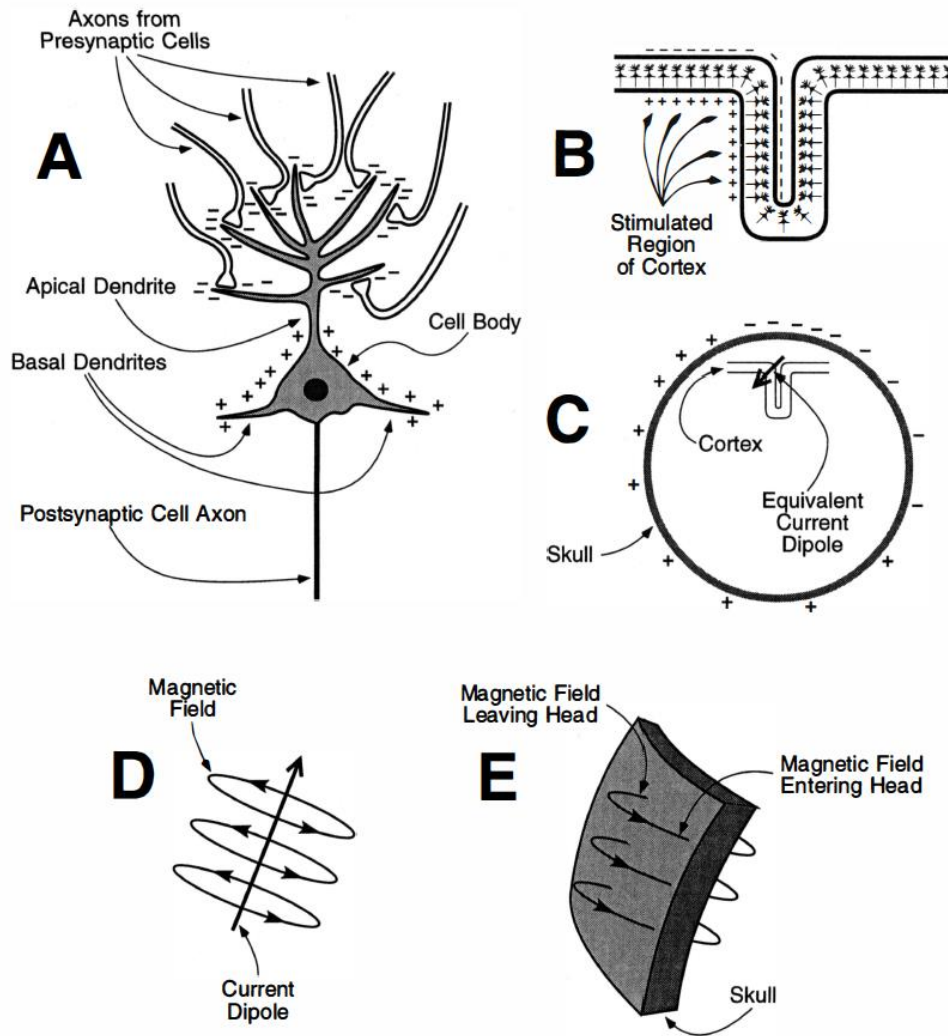 Axons from
Presynaptic Cells
A
Apical Dendrite
Cell Body
Basal Dendrites
Postsynaptic Cell Axon
B
Stimulated
Region
of Cortex
C
Cortex
Equivalent
Current
Dipole
Skull
Magnetic
Field
D
Current
Dipole
E
Magnetic Field
Leaving Head
Magnetic Field
Entering Head
Skull